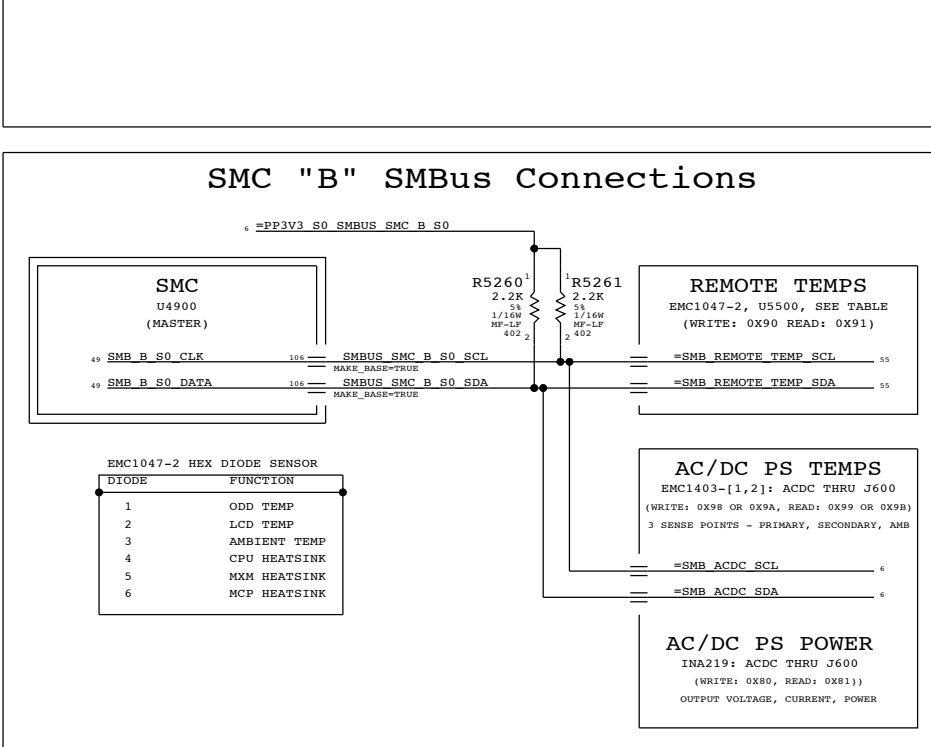 SMC "B" SMBus Connections
6 =PP3V3_S0_SMBUS_SMC_B_S0
SMC
U4900
(MASTER)
49 SMB_B_S0_CLK
106
SMBUS_SMC_B_S0_SCL
MAKE_BASE=TRUE
49 SMB_B_S0_DATA
106
SMBUS_SMC_B_S0_SDA
MAKE_BASE=TRUE
R5260
1
2.2K
5%
1/16W
MF-LF
402
2
1
R5261
2.2K
5%
1/16W
MF-LF
402
2
REMOTE TEMPS
EMC1047-2, U5500, SEE TABLE
(WRITE: 0X90 READ: 0X91)
=SMB_REMOTE_TEMP_SCL 55
=SMB_REMOTE_TEMP_SDA 55
EMC1047-2 HEX DIODE SENSOR
DIODE FUNCTION
1 ODD TEMP
2 LCD TEMP
3 AMBIENT TEMP
4 CPU HEATSINK
5 MXM HEATSINK
6 MCP HEATSINK
AC/DC PS TEMPS
EMC1403-[1,2]: ACDC THRU J600
(WRITE: 0X98 OR 0X9A, READ: 0X99 OR 0X9B)
3 SENSE POINTS - PRIMARY, SECONDARY, AMB
=SMB_ACDC_SCL 6
=SMB_ACDC_SDA 6
AC/DC PS POWER
INA219: ACDC THRU J600
(WRITE: 0X80, READ: 0X81))
OUTPUT VOLTAGE, CURRENT, POWER